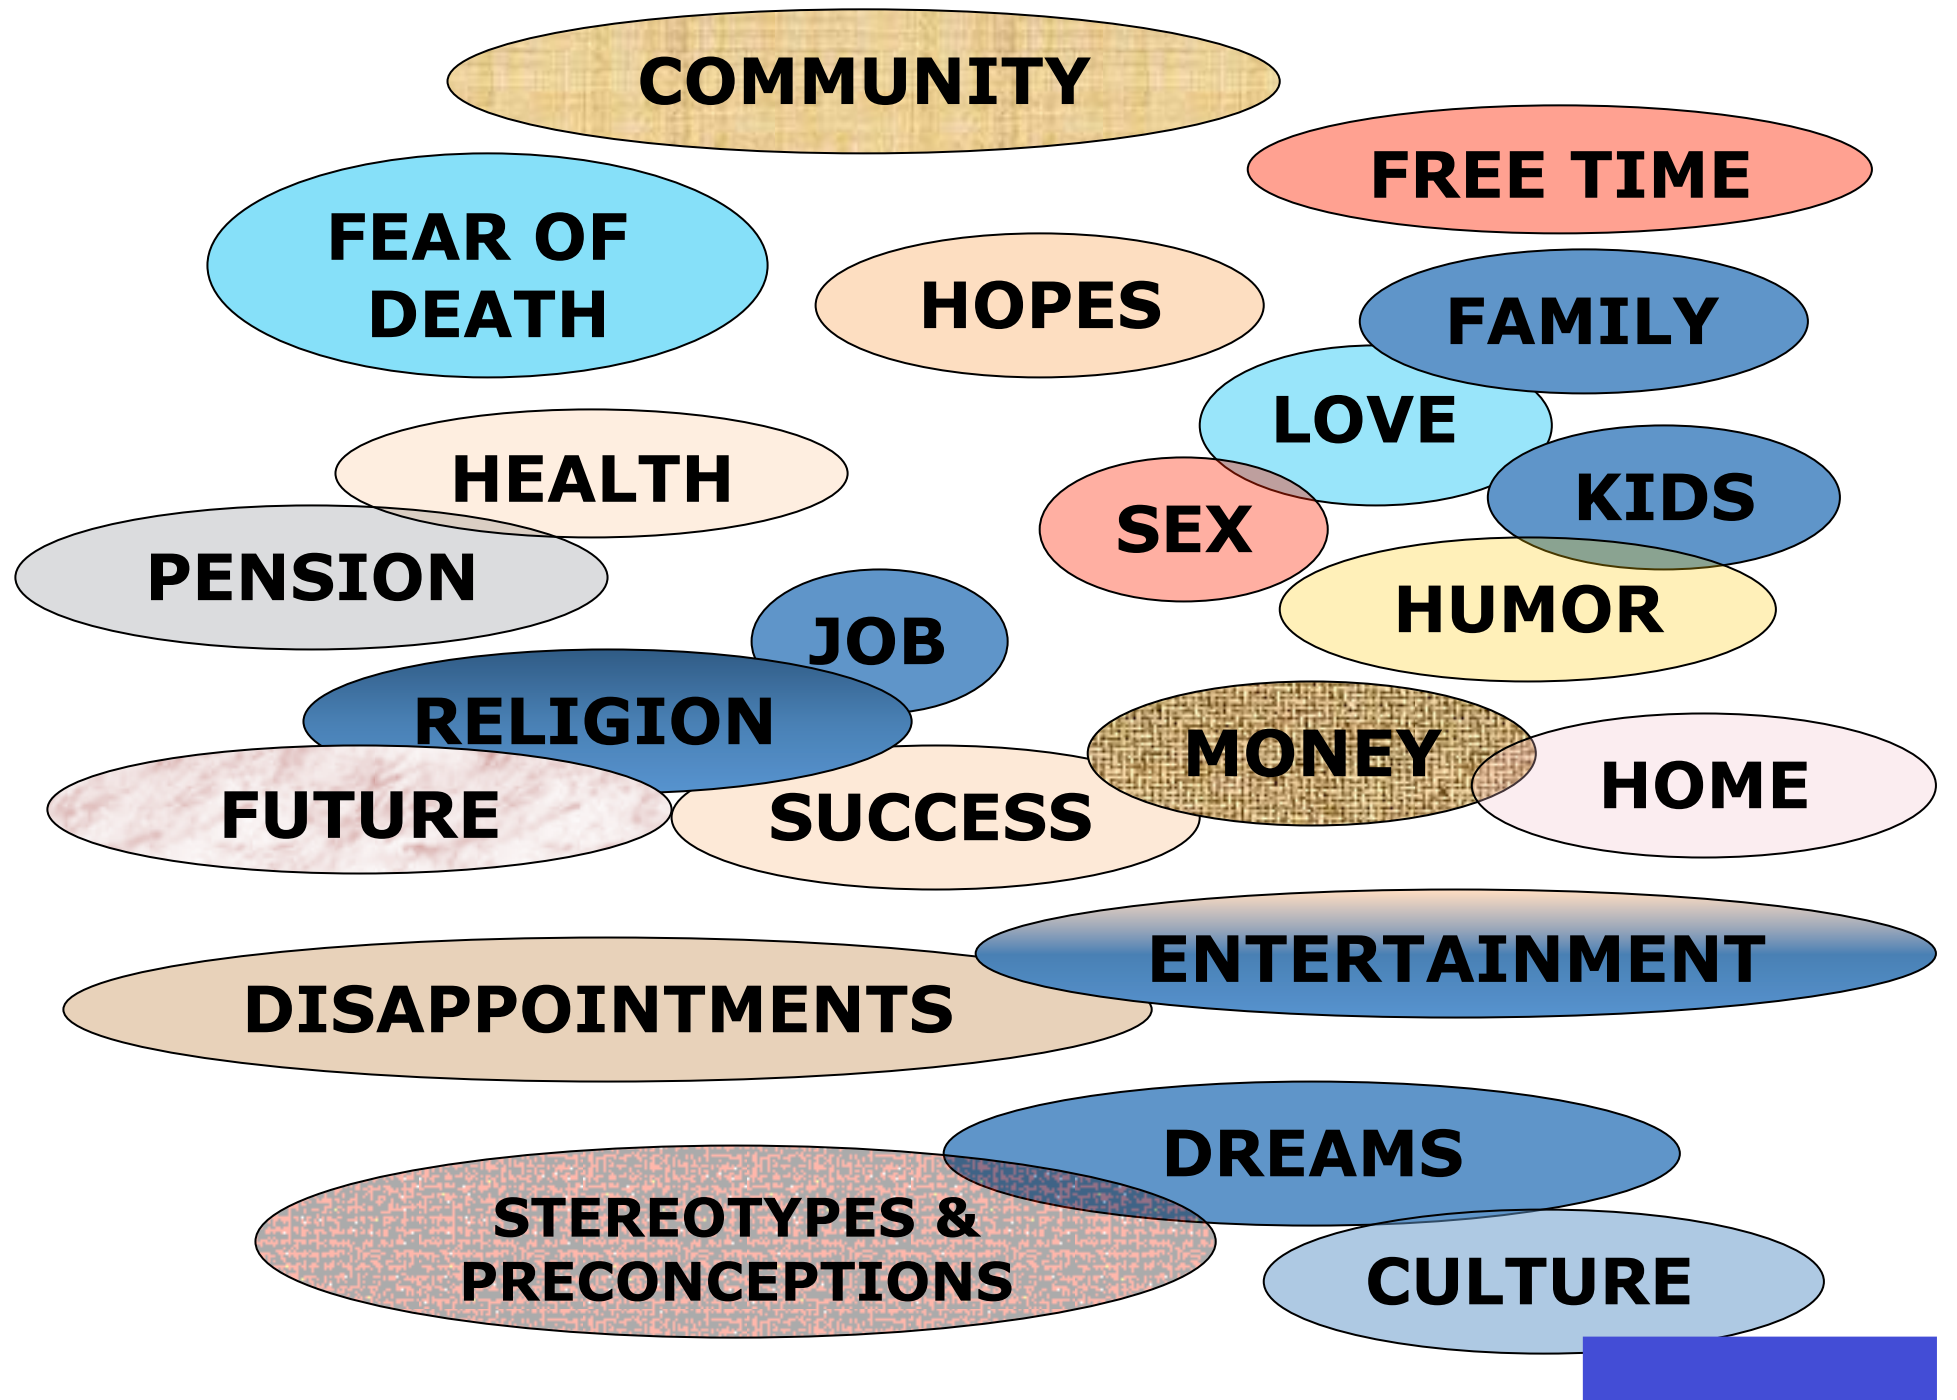 COMMUNITY
FREE TIME
FEAR OF
DEATH
HOPES
FAMILY
LOVE
HEALTH
KIDS
SEX
PENSION
HUMOR
JOB
RELIGION
MONEY
HOME
FUTURE
SUCCESS
ENTERTAINMENT
DISAPPOINTMENTS
DREAMS
STEREOTYPES &
PRECONCEPTIONS
CULTURE